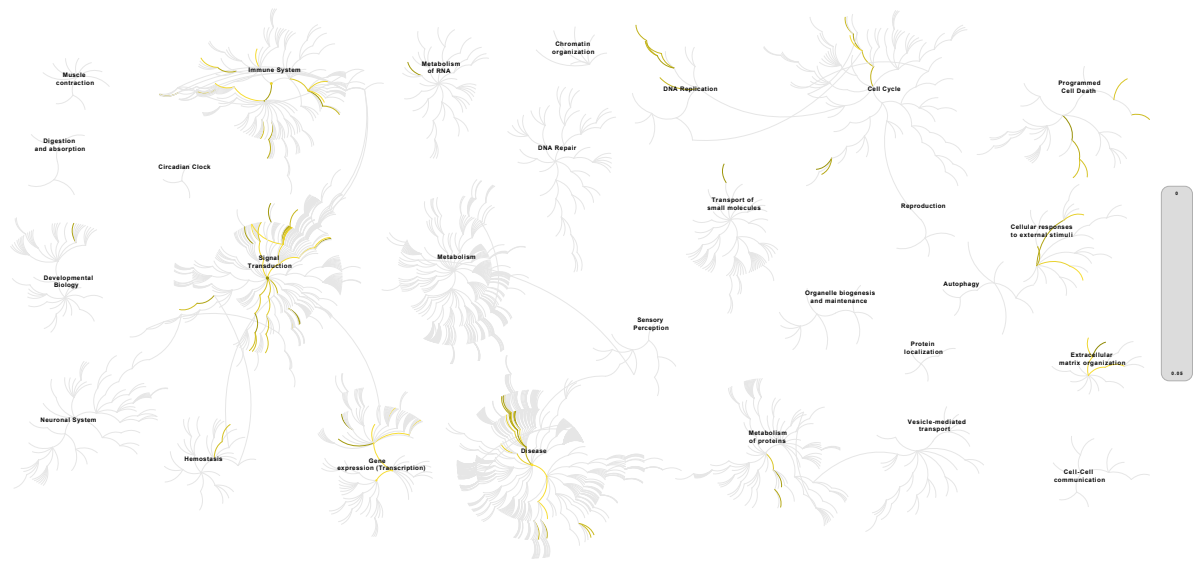 Chromatin
organization
Immune System
Metabolism
of RNA
Muscle
contraction
DNA Replication
Cell Cycle
Programmed
Cell Death
Digestion
and absorption
Circadian Clock
DNA Repair
Transport of
small molecules
Reproduction
Cellular responses
to external stimuli
0
Signal
Transduction
Metabolism
Developmental
Biology
Autophagy
Organelle biogenesis
and maintenance
Sensory
Perception
Protein
localization
Extracellular
matrix organization
0.05
Neuronal System
Hemostasis
Gene
expression (Transcription)
Disease
Metabolism
of proteins
Vesicle-mediated
transport
Cell-Cell
communication